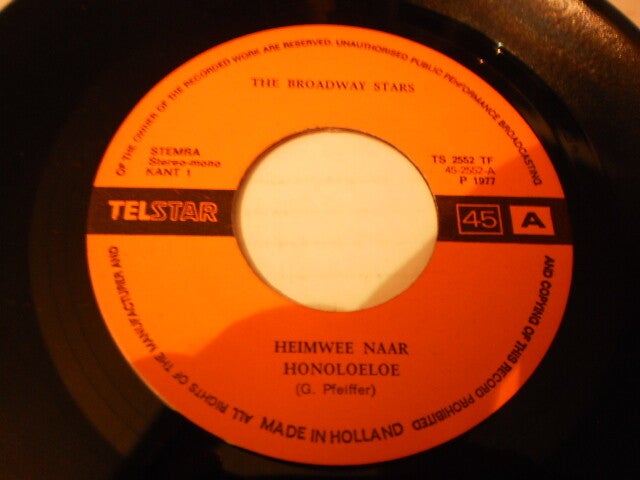 OF THE OWNER OF THE RECORDED WORK ARE RESERVED. UNAUTHORISED PUBLIC PERFORMANCE BROADCASTING
THE BROADWAY STARS
STEMRA
Stereo-mono
KANT 1
TS 2552 TF
45-2552-A
P 1977
TELSTAR
45 A
HEIMWEE NAAR
HONOLOELOE
(G. Pfeiffer)
AND COPYING OF THIS RECORD PROHIBITED
MADE IN HOLLAND
ALL RIGHTS OF THE MANUFACTURER AND